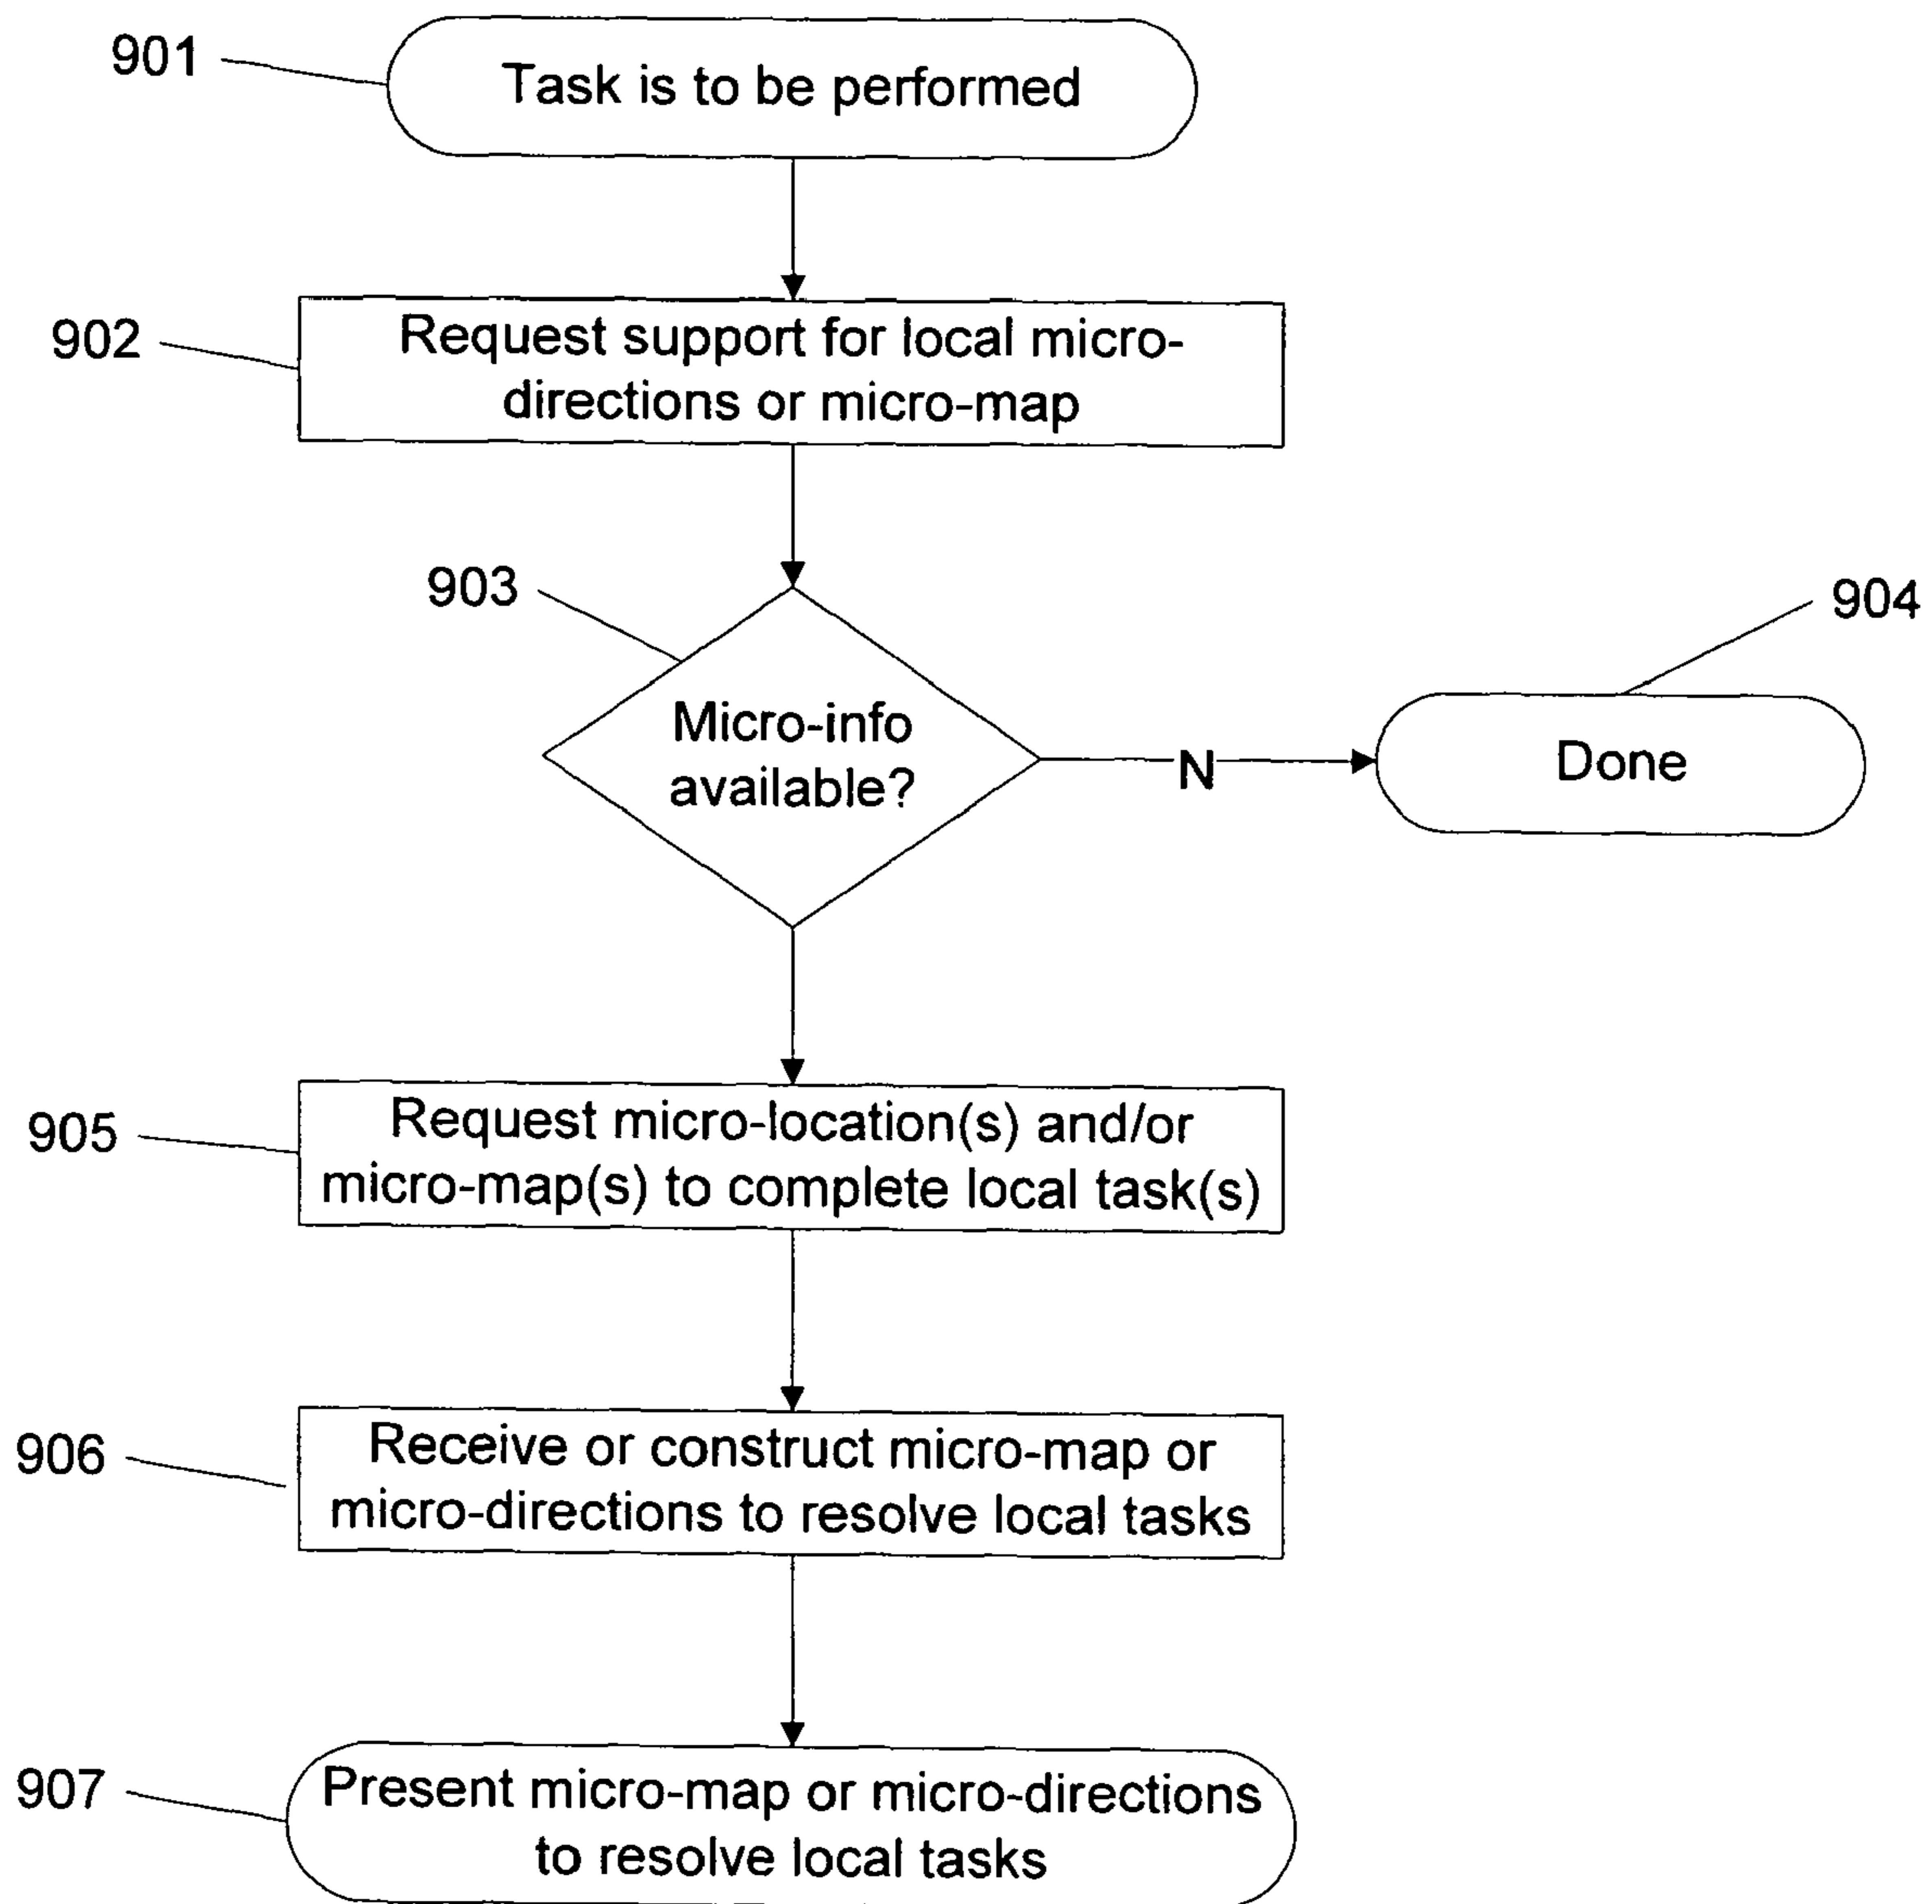 901
Task is to be performed
902
Request support for local micro-
directions or micro-map
903
904
Micro-info
available?
N
Done
905
Request micro-location(s) and/or
micro-map(s) to complete local task(s)
906
Receive or construct micro-map or
micro-directions to resolve local tasks
907
Present micro-map or micro-directions
to resolve local tasks